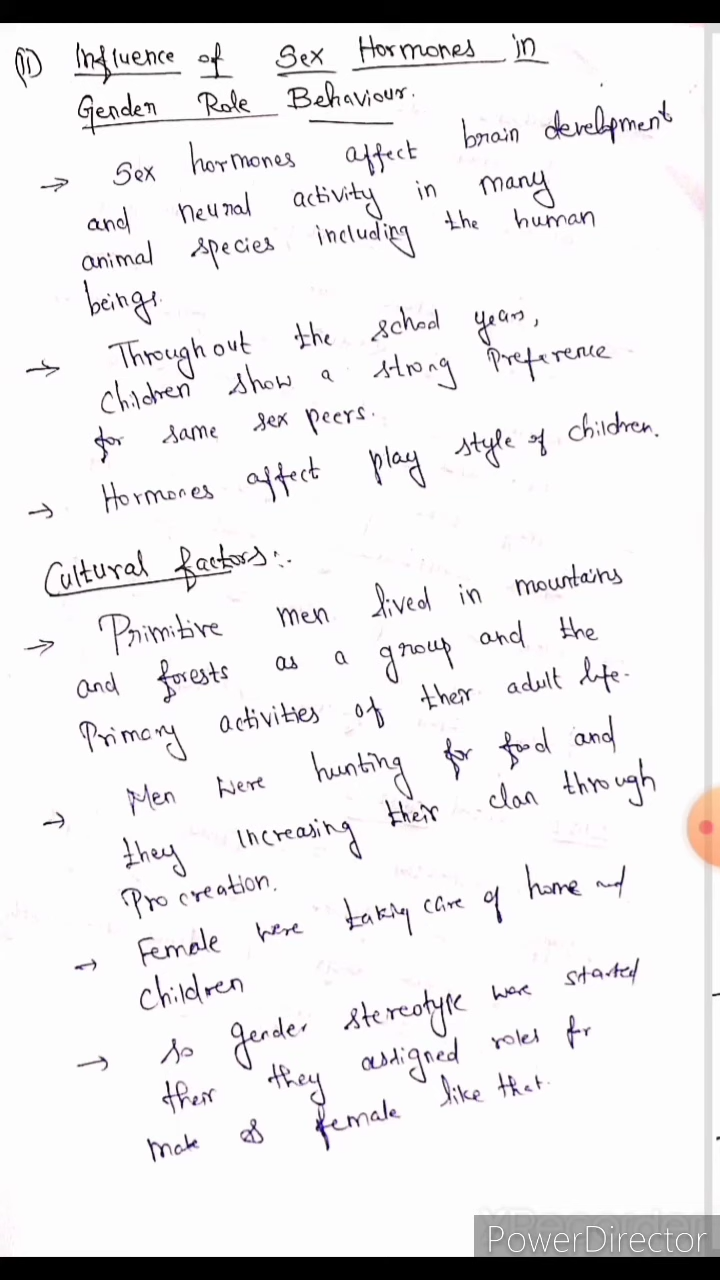 (ii) Influence of Sex Hormones in
Gender Role Behaviour.
→ Sex hormones affect brain development
and neural activity in many
animal species including the human
beings.
→ Throughout the school years,
children show a strong Preference
for same sex peers.
→ Hormones affect play style of children.
Cultural factors:-
→ Primitive men lived in mountains
and forests as a group and the
Primary activities of their adult life.
→ Men were hunting for food and
they increasing their clan through
Pro creation.
→ Female were taking care of home and
children
→ so gender stereotype were started
their they assigned roles for
male & female like that.
PowerDirector